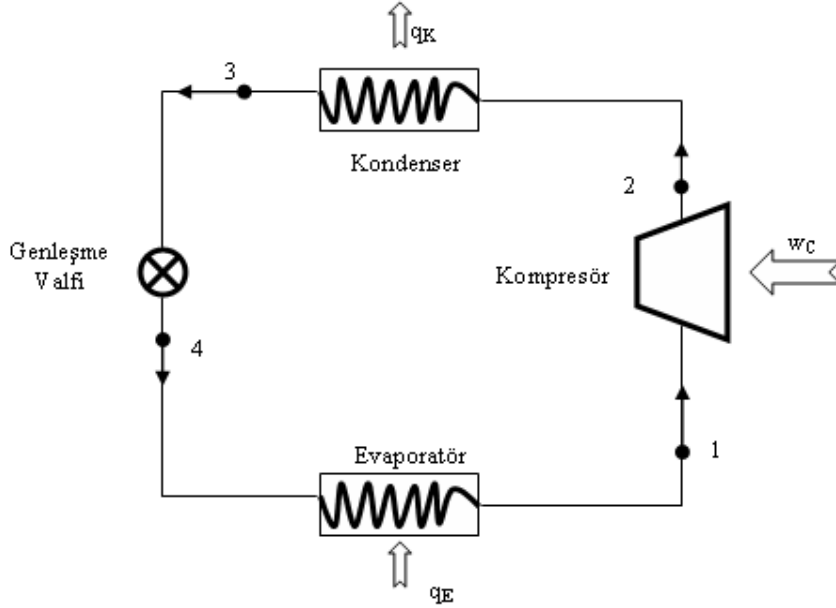 qK
3
Kondenser
2
wC
Genleşme
Valfi
Kompresör
4
1
Evaporatör
qE